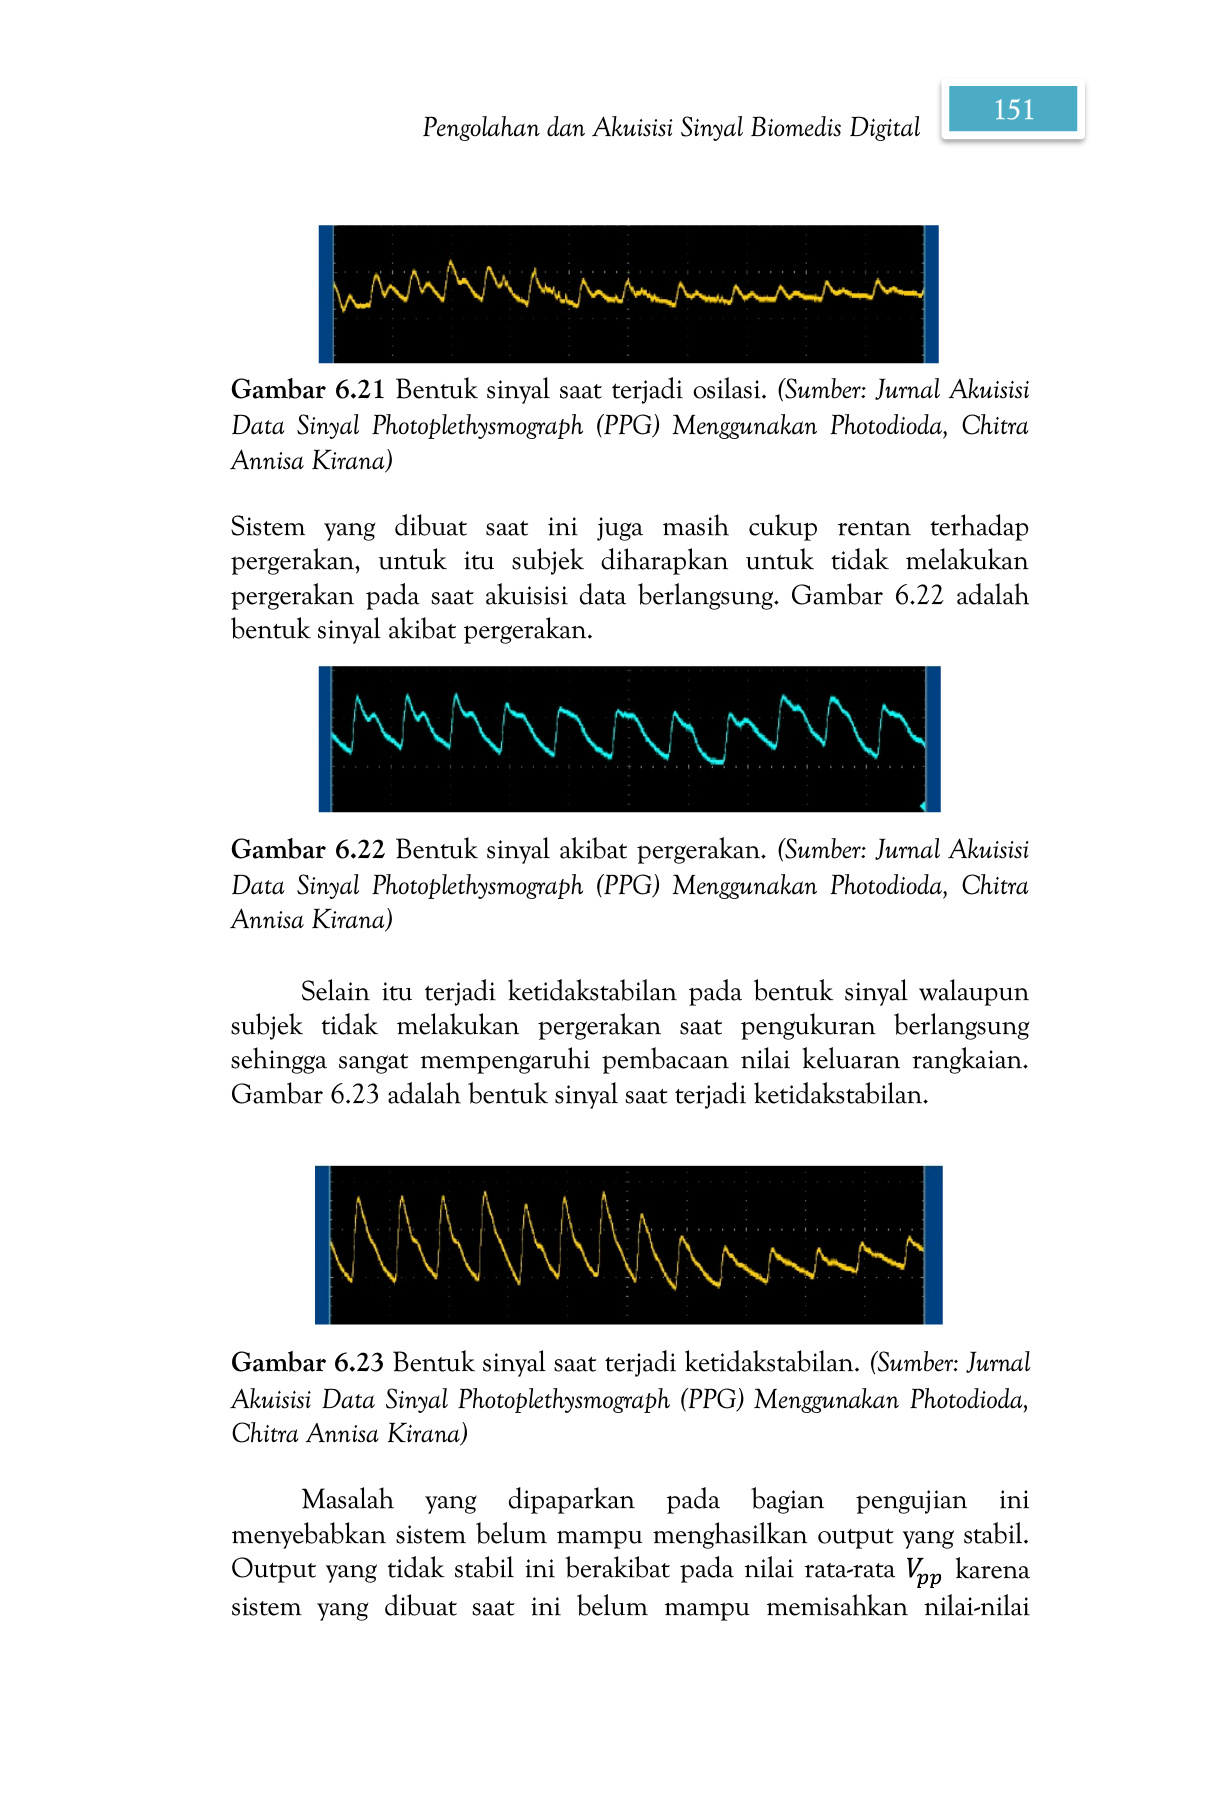 Pengolahan dan Akuisisi Sinyal Biomedis Digital
151
Gambar 6.21 Bentuk sinyal saat terjadi osilasi. (Sumber: Jurnal Akuisisi
Data Sinyal Photoplethysmograph (PPG) Menggunakan Photodioda, Chitra
Annisa Kirana)
Sistem yang dibuat saat ini juga masih cukup rentan terhadap
pergerakan, untuk itu subjek diharapkan untuk tidak melakukan
pergerakan pada saat akuisisi data berlangsung. Gambar 6.22 adalah
bentuk sinyal akibat pergerakan.
Gambar 6.22 Bentuk sinyal akibat pergerakan. (Sumber: Jurnal Akuisisi
Data Sinyal Photoplethysmograph (PPG) Menggunakan Photodioda, Chitra
Annisa Kirana)
Selain itu terjadi ketidakstabilan pada bentuk sinyal walaupun
subjek tidak melakukan pergerakan saat pengukuran berlangsung
sehingga sangat mempengaruhi pembacaan nilai keluaran rangkaian.
Gambar 6.23 adalah bentuk sinyal saat terjadi ketidakstabilan.
Gambar 6.23 Bentuk sinyal saat terjadi ketidakstabilan. (Sumber: Jurnal
Akuisisi Data Sinyal Photoplethysmograph (PPG) Menggunakan Photodioda,
Chitra Annisa Kirana)
Masalah yang dipaparkan pada bagian pengujian ini
menyebabkan sistem belum mampu menghasilkan output yang stabil.
Output yang tidak stabil ini berakibat pada nilai rata-rata Vpp karena
sistem yang dibuat saat ini belum mampu memisahkan nilai-nilai